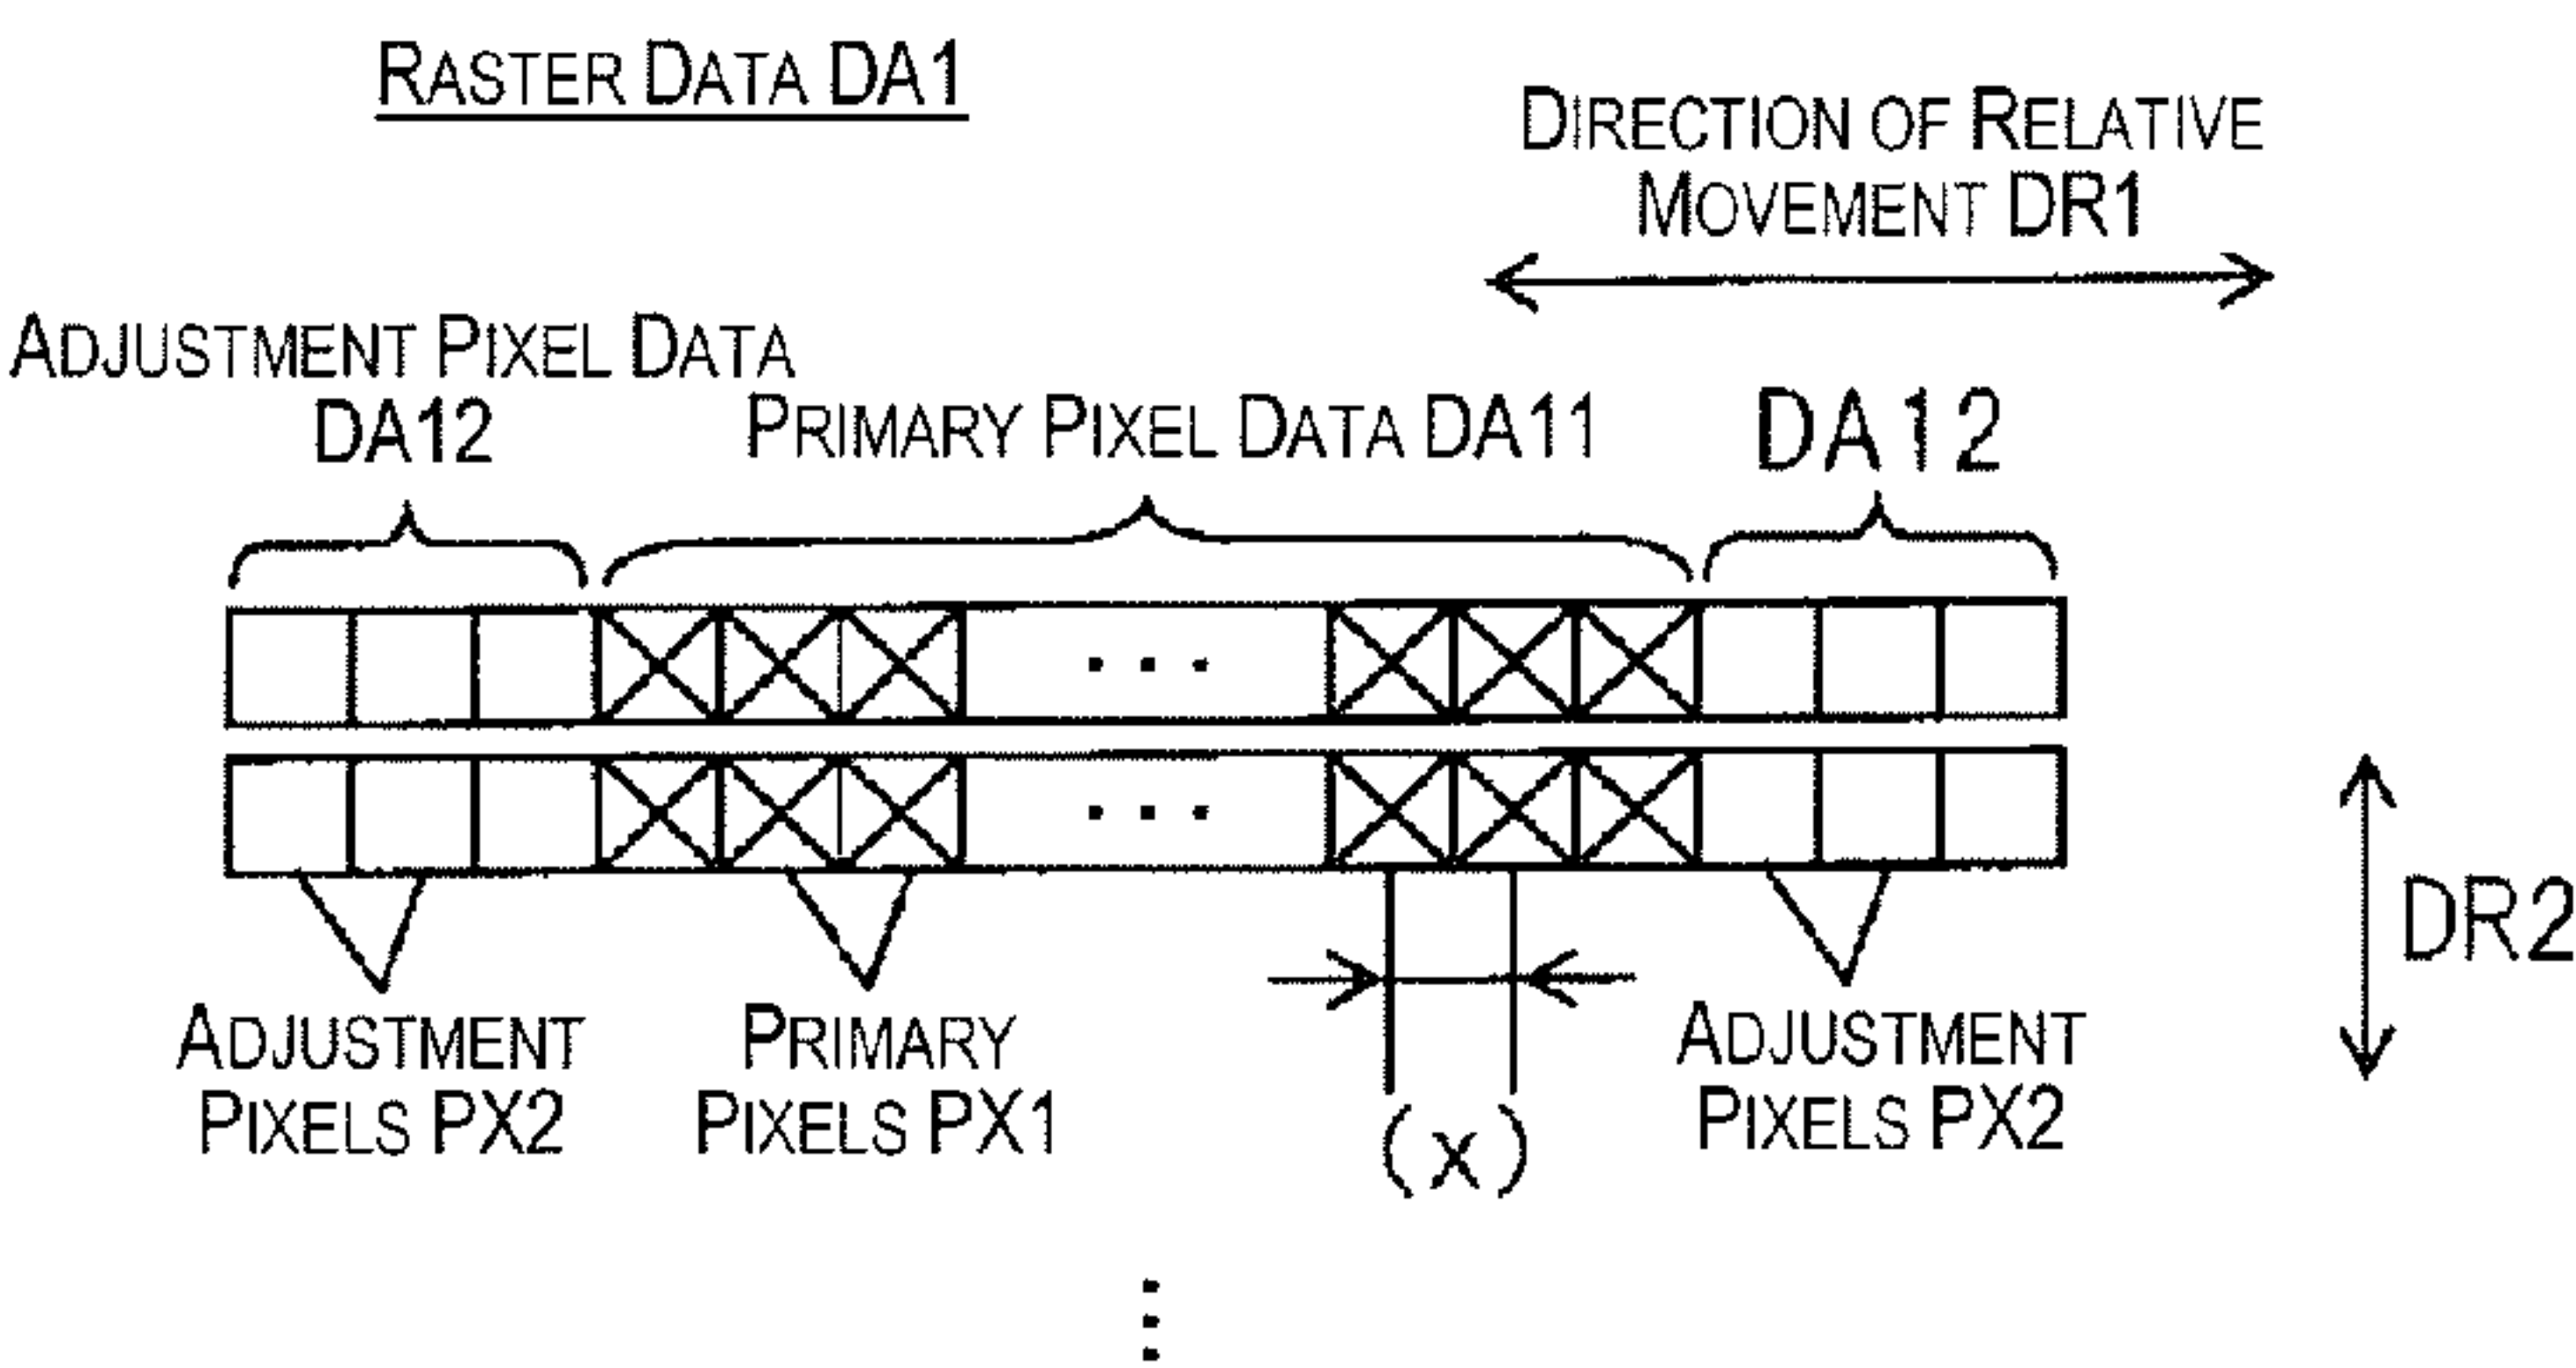 RASTER DATA DA1
DIRECTION OF RELATIVE
MOVEMENT DR1
ADJUSTMENT PIXEL DATA
DA12
PRIMARY PIXEL DATA DA11
DA12
. . .
. . .
DR2
ADJUSTMENT
PIXELS PX2
PRIMARY
PIXELS PX1
(x)
ADJUSTMENT
PIXELS PX2